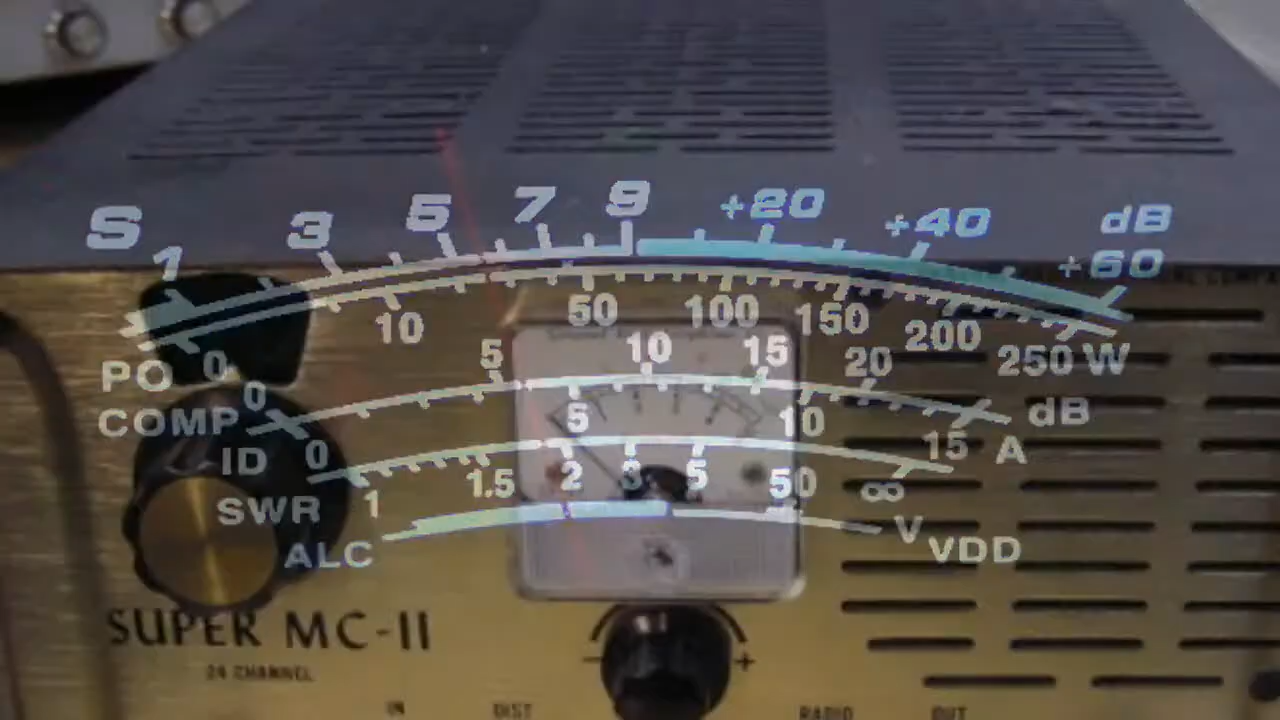 S 1 3 5 7 9 +20 +40 dB +60
PO 0 10 50 100 150 200 250 W
COMP 0 5 10 15 20 dB
ID 0 5 10 15 A
SWR 1 1.5 2 3 5 50 ∞
ALC V VDD
SUPER MC-II
24 CHANNEL
- +
IN DIST RADIO OUT